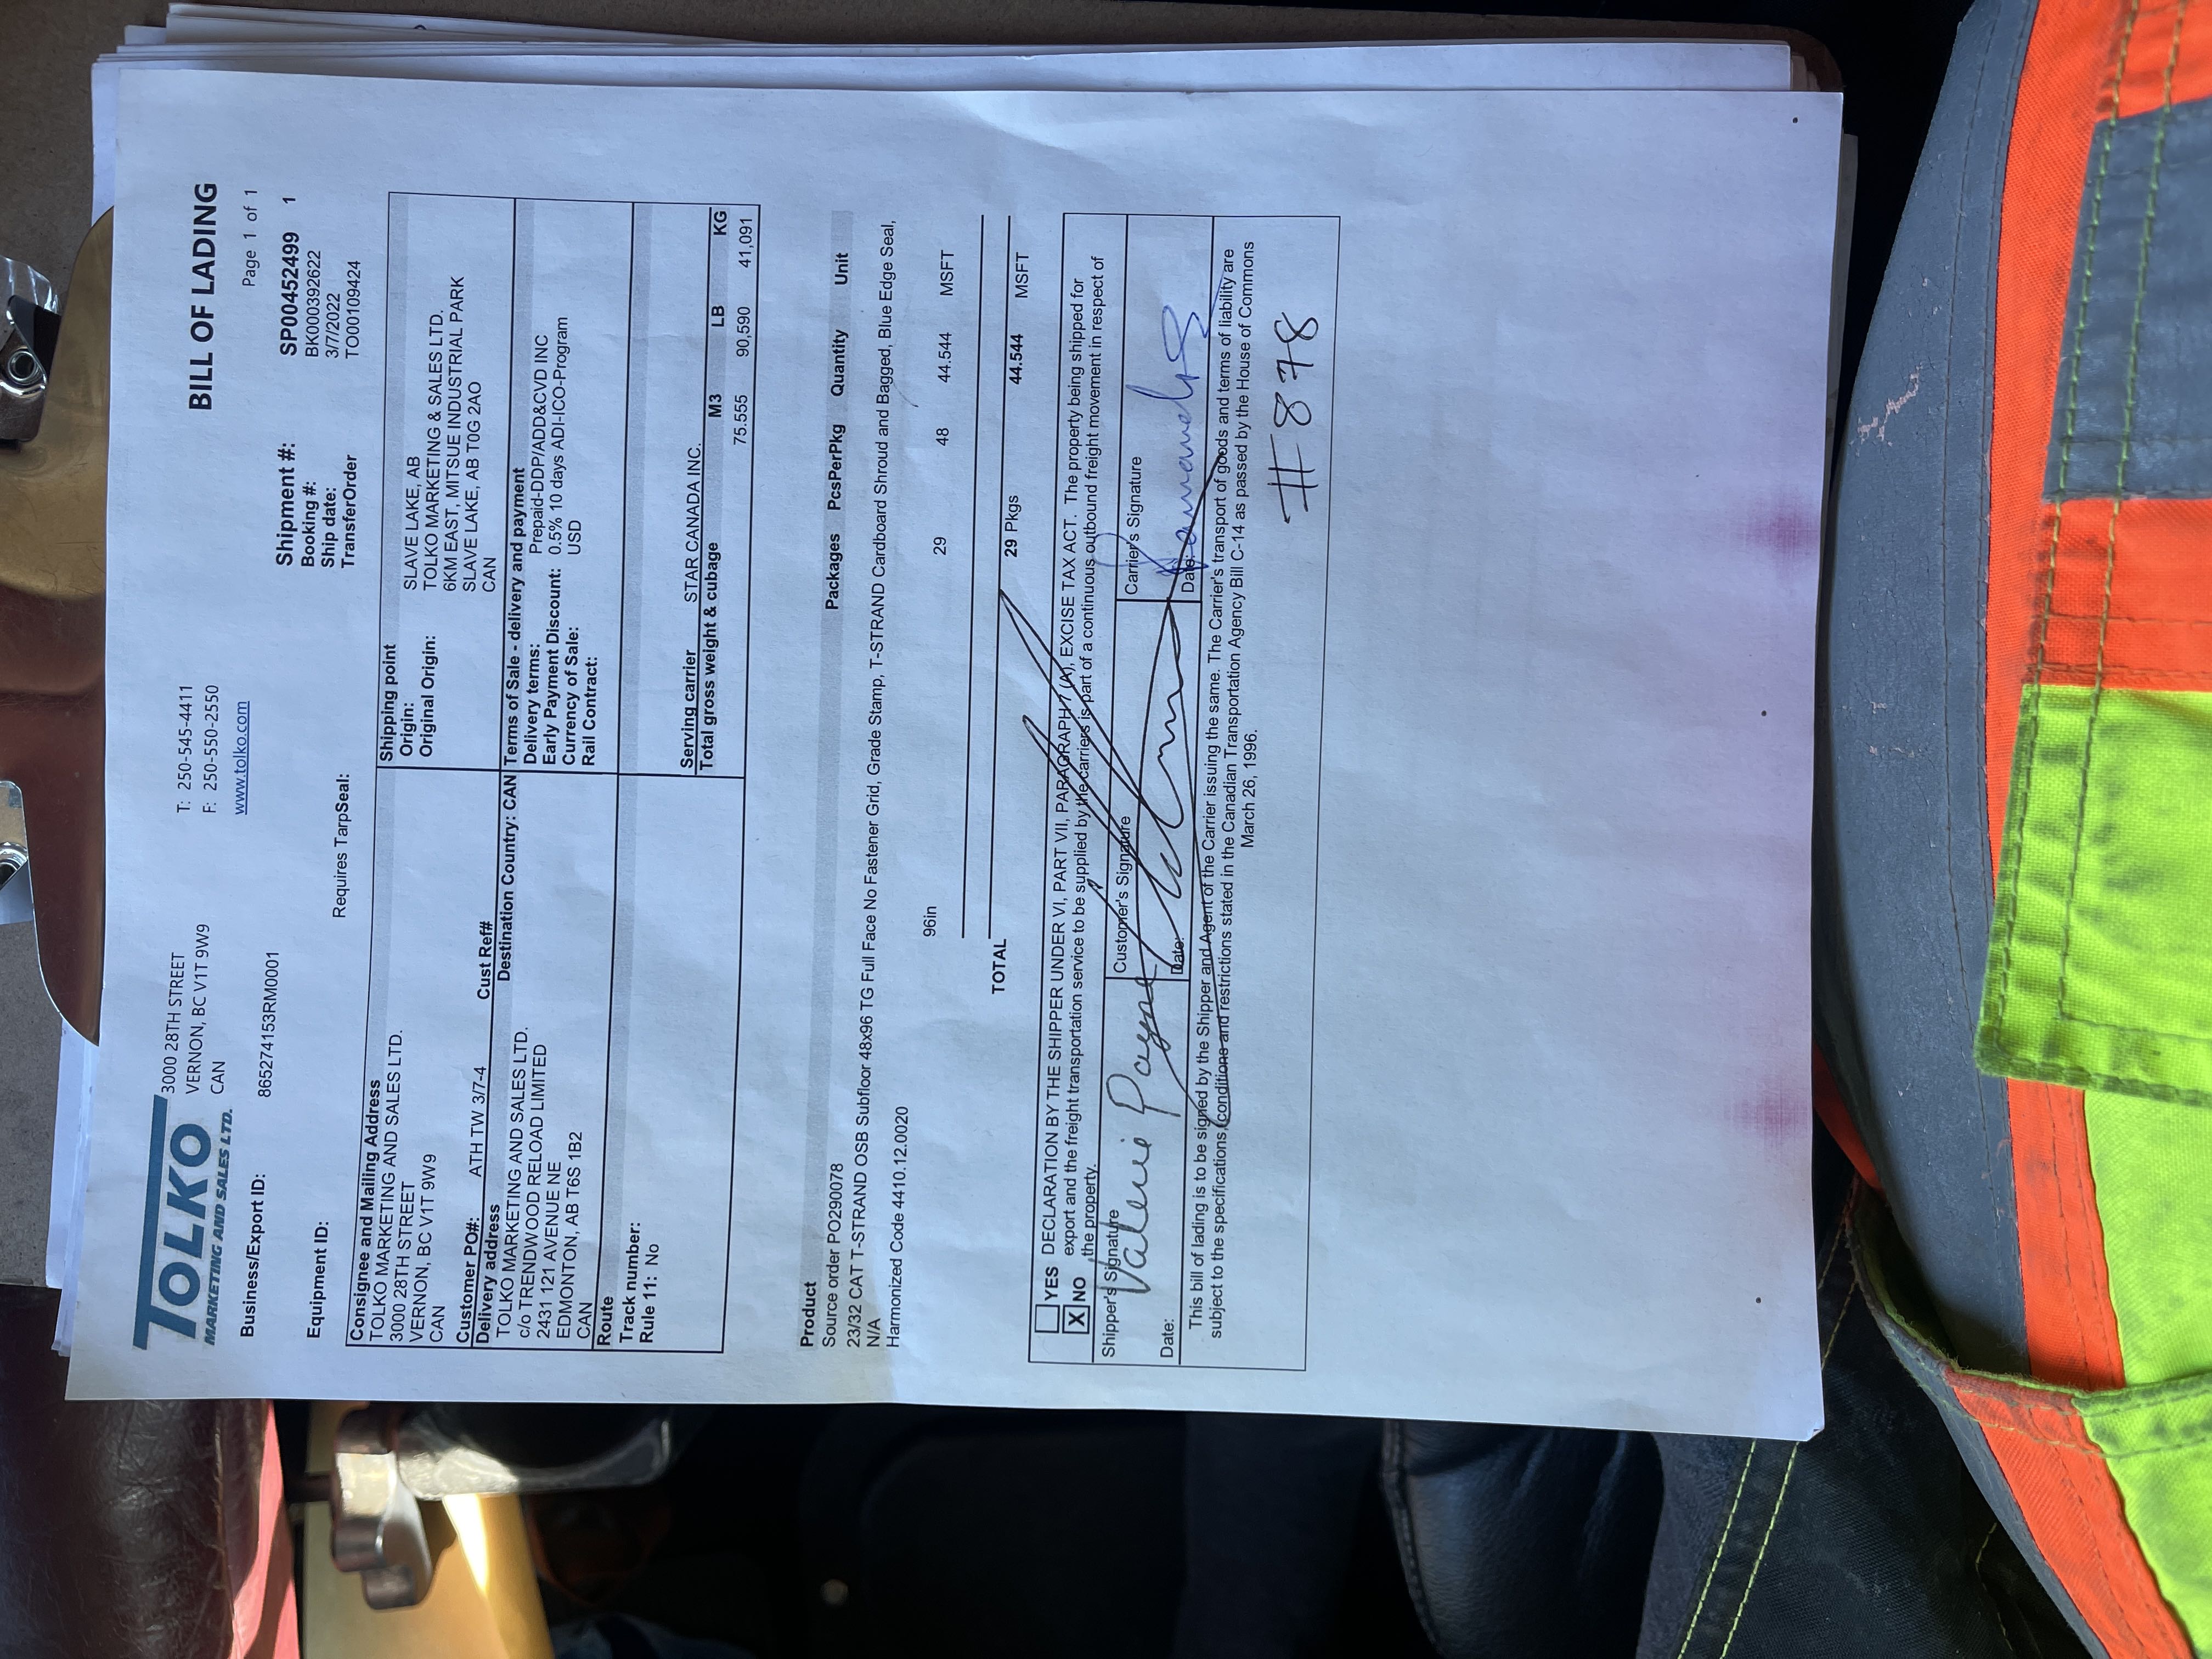 TOLKO
MARKETING AND SALES LTD.
3000 28TH STREET
VERNON, BC V1T 9W9
CAN
T: 250-545-4411
F: 250-550-2550
www.tolko.com
BILL OF LADING
Page 1 of 1
Business/Export ID: 865274153RM0001
Shipment #: SP00452499 1
Booking #: BK000392622
Ship date: 3/7/2022
TransferOrder TO00109424
Equipment ID:
Requires TarpSeal:
Consignee and Mailing Address
TOLKO MARKETING AND SALES LTD.
3000 28TH STREET
VERNON, BC V1T 9W9
CAN
Customer PO#: ATH TW 3/7-4 Cust Ref#
Shipping point
Origin: SLAVE LAKE, AB
Original Origin: TOLKO MARKETING & SALES LTD.
6KM EAST, MITSUE INDUSTRIAL PARK
SLAVE LAKE, AB T0G 2AO
CAN
Delivery address Destination Country: CAN
TOLKO MARKETING AND SALES LTD.
c/o TRENDWOOD RELOAD LIMITED
2431 121 AVENUE NE
EDMONTON, AB T6S 1B2
CAN
Terms of Sale - delivery and payment
Delivery terms: Prepaid-DDP/ADD&CVD INC
Early Payment Discount: 0.5% 10 days ADI-ICO-Program
Currency of Sale: USD
Rail Contract:
Route
Track number:
Rule 11: No
Serving carrier STAR CANADA INC.
Total gross weight & cubage M3 LB KG
75.555 90,590 41,091
Product Packages PcsPerPkg Quantity Unit
Source order PO290078
23/32 CAT T-STRAND OSB Subfloor 48x96 TG Full Face No Fastener Grid, Grade Stamp, T-STRAND Cardboard Shroud and Bagged, Blue Edge Seal,
N/A
Harmonized Code 4410.12.0020
96in 29 48 44.544 MSFT
TOTAL 29 Pkgs 44.544 MSFT
YES DECLARATION BY THE SHIPPER UNDER VI, PART VII, PARAGRAPH 7 (A), EXCISE TAX ACT. The property being shipped for
X NO export and the freight transportation service to be supplied by the carriers is part of a continuous outbound freight movement in respect of
the property.
Shipper's Signature
Valerie Payne
Date:
Customer's Signature
Date:
Carrier's Signature
Date:
This bill of lading is to be signed by the Shipper and Agent of the Carrier issuing the same. The Carrier's transport of goods and terms of liability are
subject to the specifications, conditions and restrictions stated in the Canadian Transportation Agency Bill C-14 as passed by the House of Commons
March 26, 1996.
#878